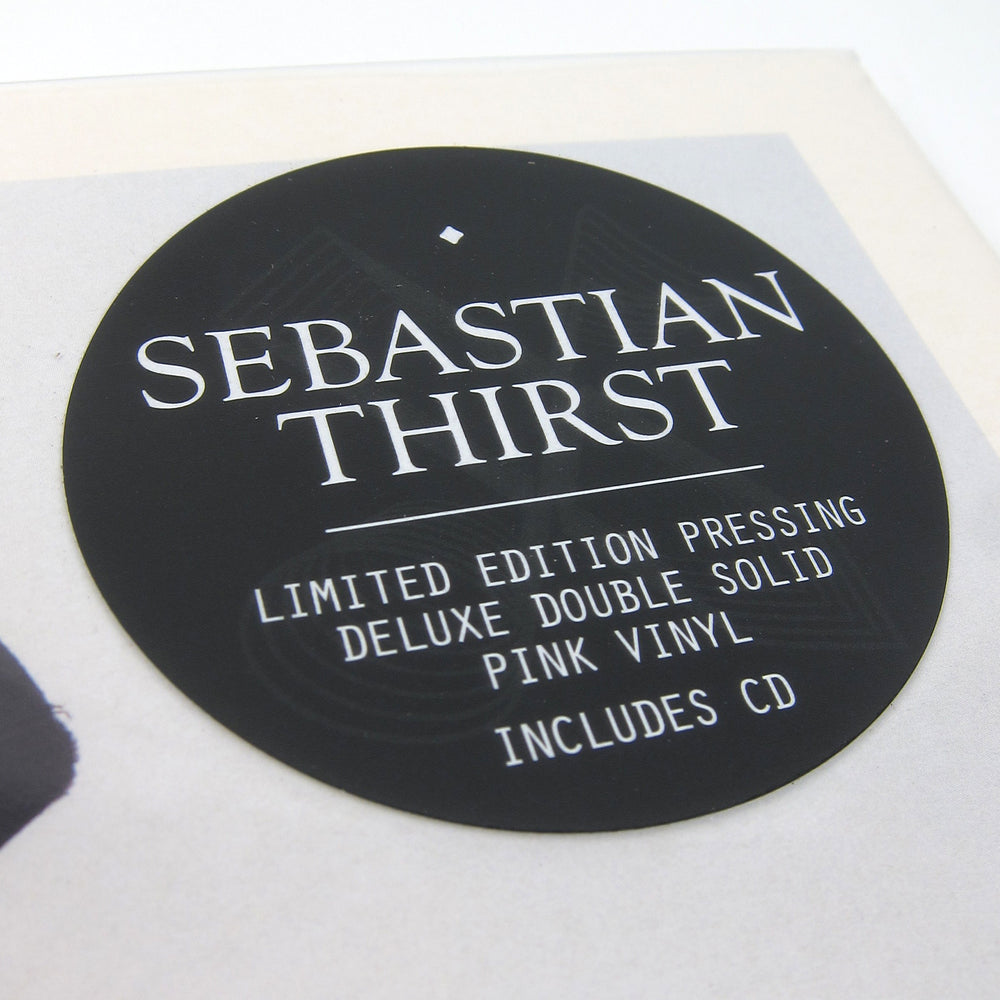 SEBASTIAN
THIRST
LIMITED EDITION PRESSING
DELUXE DOUBLE SOLID
PINK VINYL
INCLUDES CD